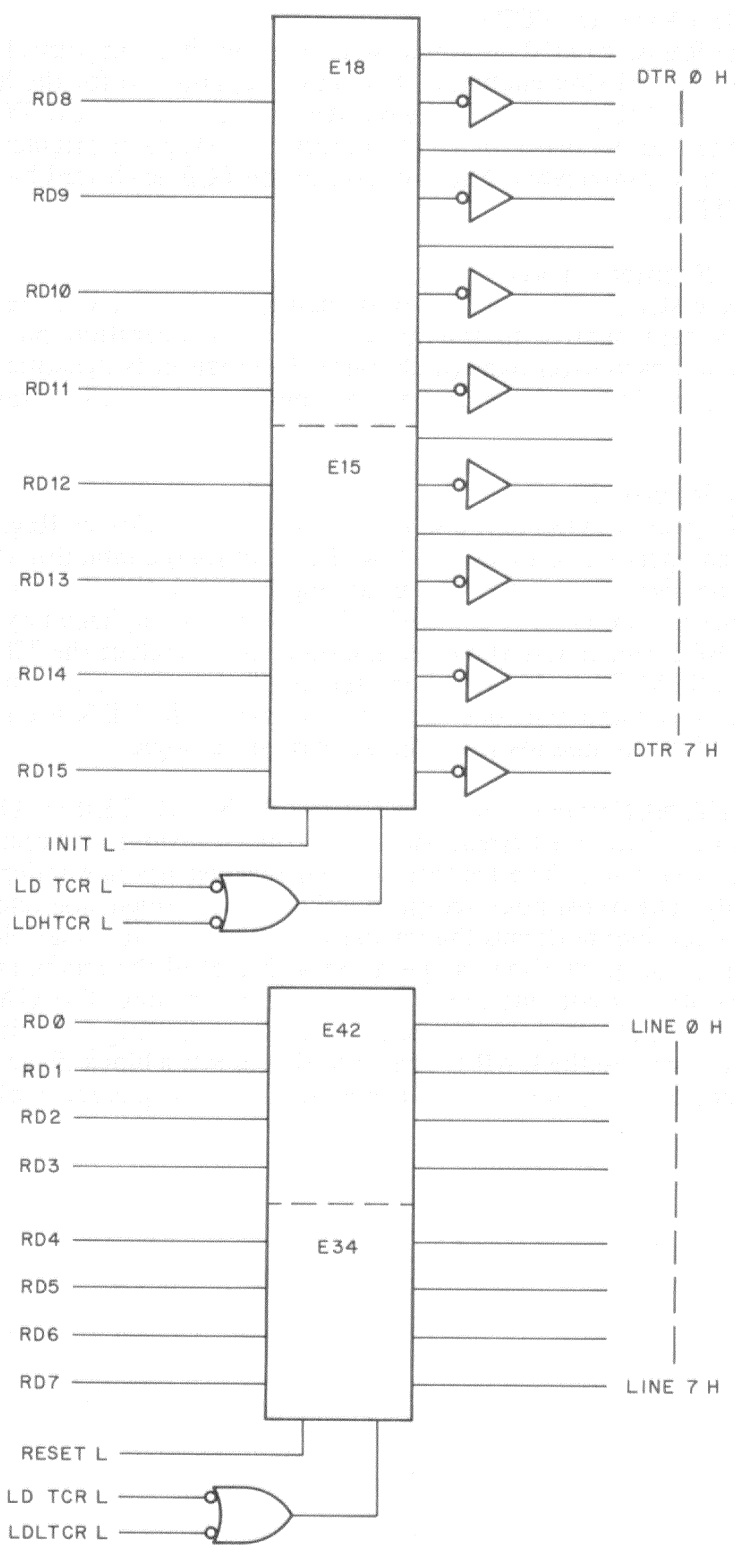 E18
DTR Ø H
RD8
RD9
RD1Ø
RD11
E15
RD12
RD13
RD14
RD15
DTR 7 H
INIT L
LD TCR L
LDHTCR L
RDØ
E42
LINE Ø H
RD1
RD2
RD3
RD4
E34
RD5
RD6
RD7
LINE 7 H
RESET L
LD TCR L
LDLTCR L